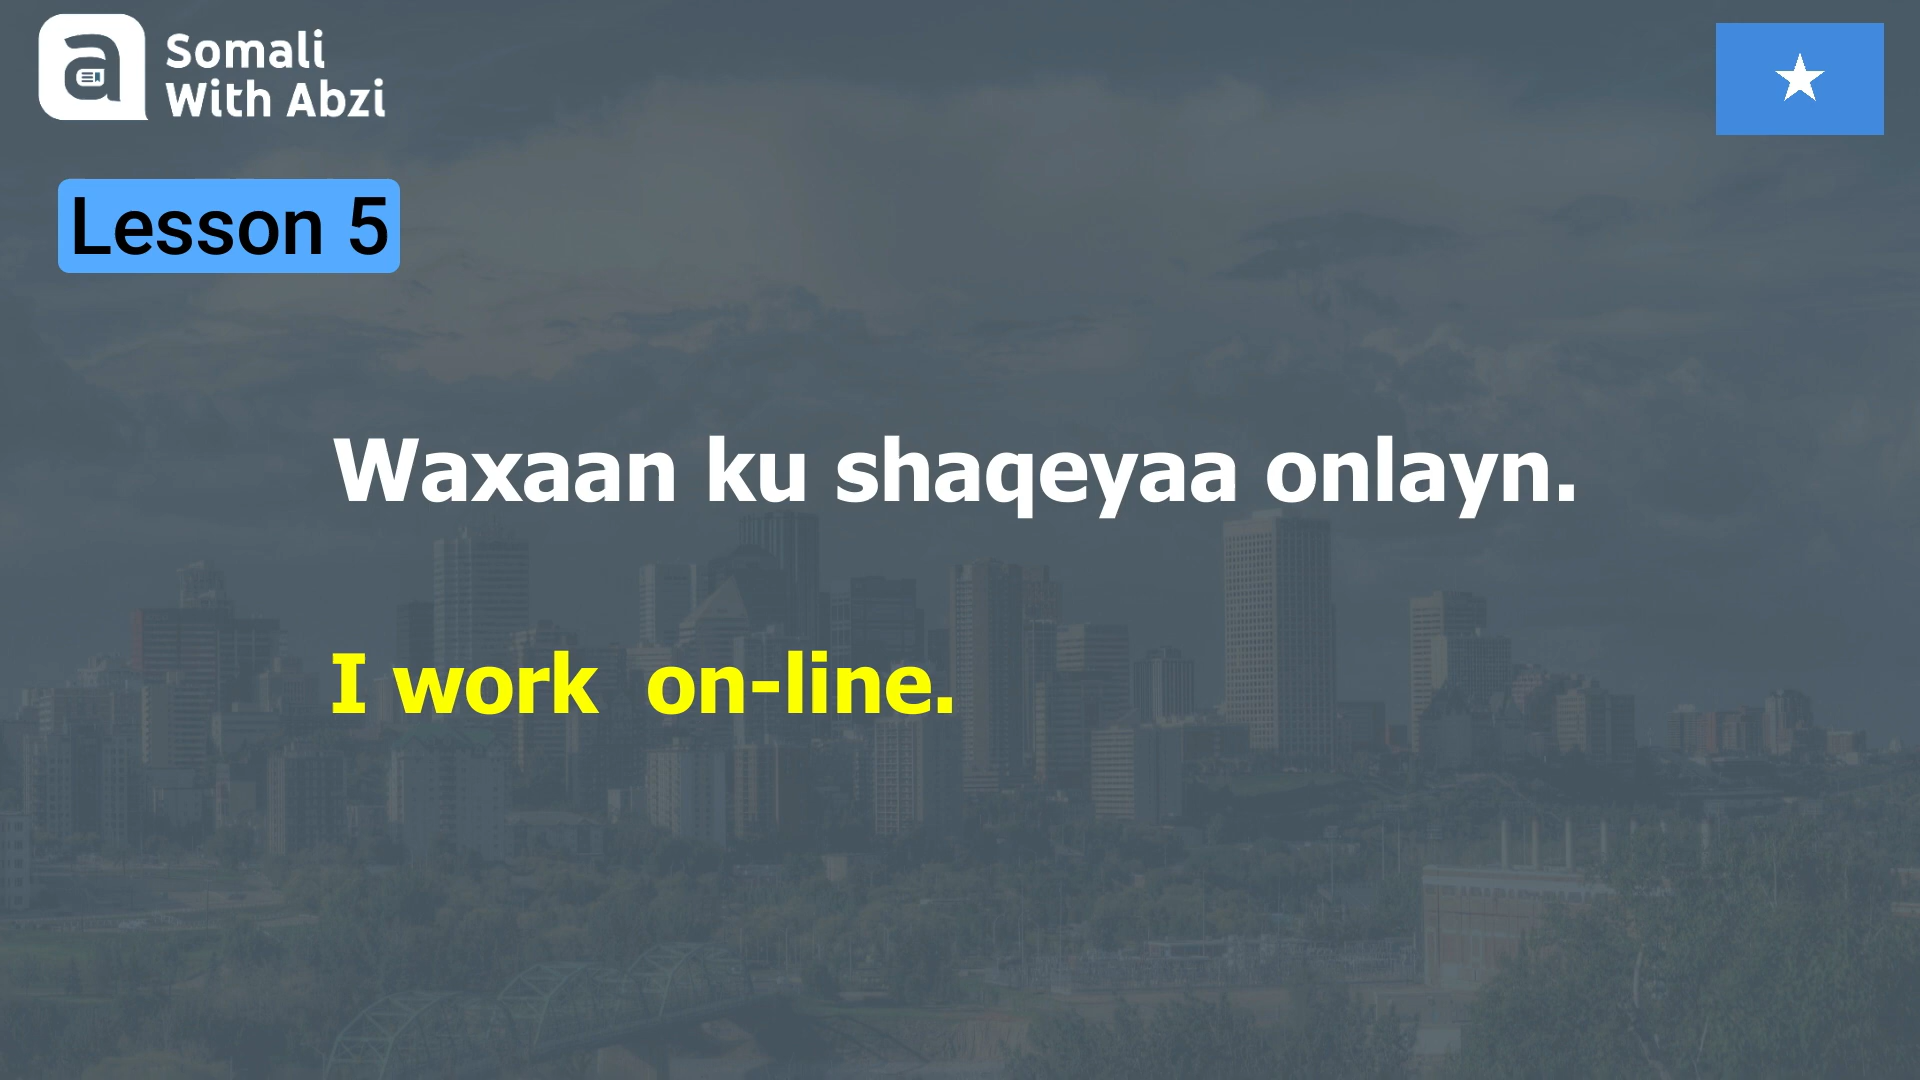 a
Somali
With Abzi
Lesson 5
Waxaan ku shaqeyaa onlayn.
I work  on-line.